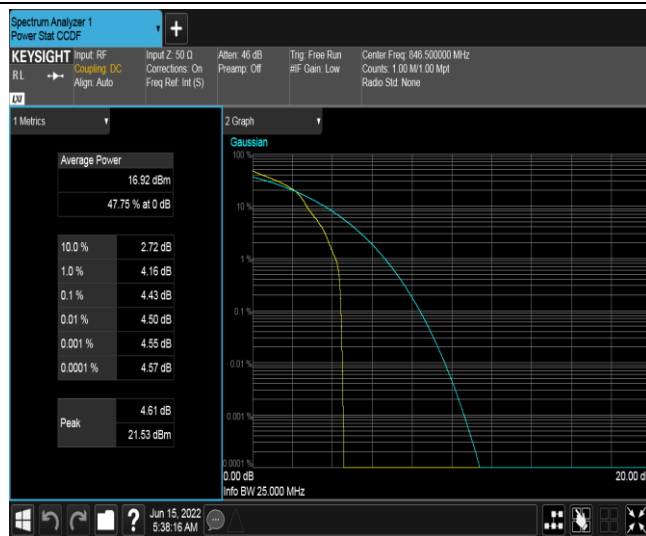 Spectrum Analyzer 1
Power Stat CCDF
+
KEYSIGHT
RL
LXI
Input: RF
Coupling: DC
Align: Auto
Input Z: 50 Ω
Corrections: On
Freq Ref: Int (S)
Atten: 46 dB
Preamp: Off
Trig: Free Run
#IF Gain: Low
Center Freq: 846.500000 MHz
Counts: 1.00 M/1.00 Mpt
Radio Std: None
1 Metrics
Average Power
16.92 dBm
47.75 % at 0 dB
10.0 % 2.72 dB
1.0 % 4.16 dB
0.1 % 4.43 dB
0.01 % 4.50 dB
0.001 % 4.55 dB
0.0001 % 4.57 dB
Peak
4.61 dB
21.53 dBm
2 Graph
Gaussian
100 %
10 %
1 %
0.1 %
0.01 %
0.001 %
0.0001 %
0.00 dB
20.00 d
Info BW 25.000 MHz
?
Jun 15, 2022
5:38:16 AM